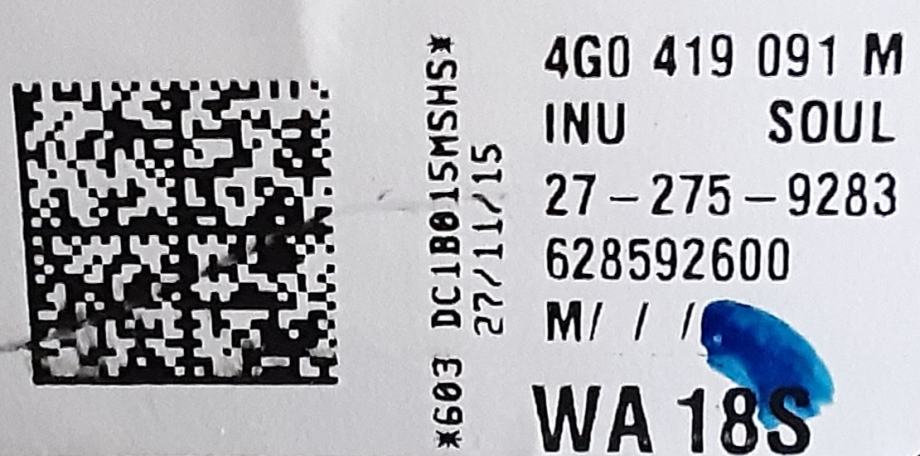 *603 DC1B015MSHS*
27/11/15
4G0 419 091 M
INU SOUL
27-275-9283
628592600
M/ / /
WA 18S